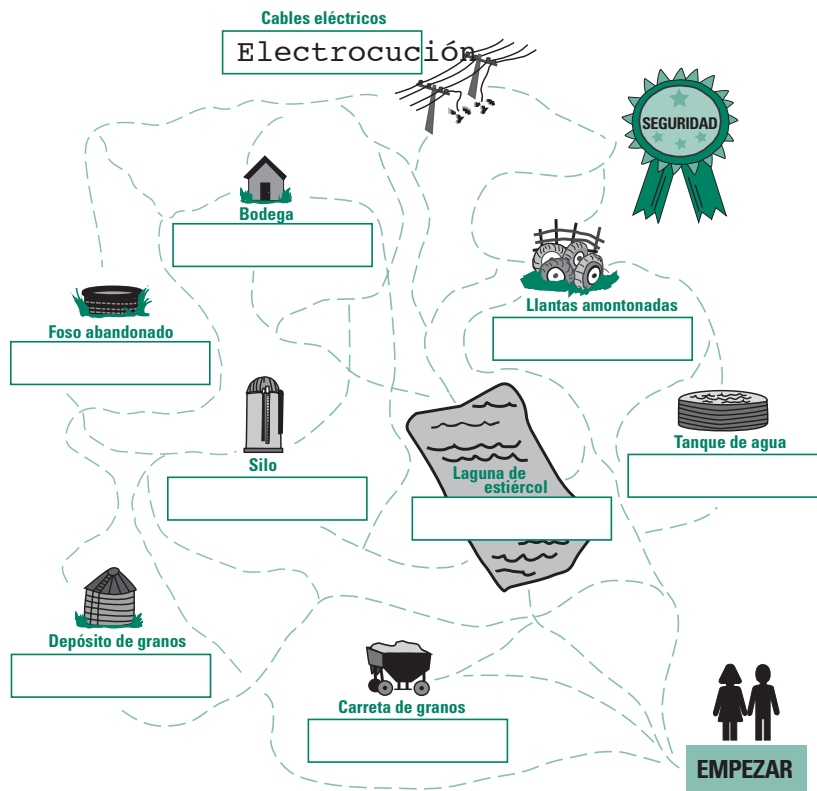 Cables eléctricos
Electrocución
SEGURIDAD
Bodega
Llantas amontonadas
Foso abandonado
Tanque de agua
Silo
Laguna de
estiércol
Depósito de granos
Carreta de granos
EMPEZAR